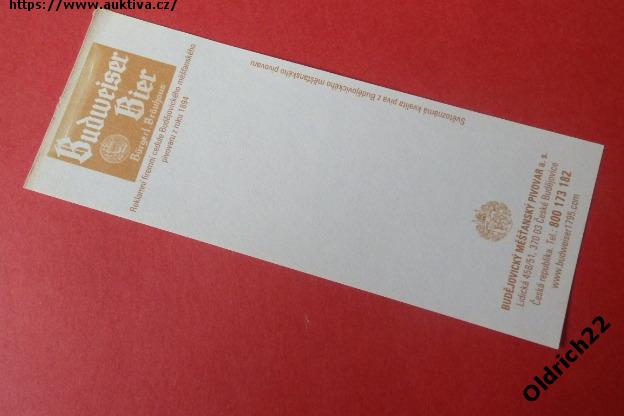 https://www.auktiva.cz/
Budweiser
Bier
Bürgerl. Bräuhaus
Reklamní firemní cedule Budějovického měšťanského
pivovaru z roku 1894
Světoznámá kvalita piva z Budějovického měšťanského pivovaru
BUDĚJOVICKÝ MĚŠŤANSKÝ PIVOVAR a. s.
Lidická 458/51, 370 03 České Budějovice
Česká republika. Tel.: 800 173 182
www.budweiser1795.com
Oldrich22